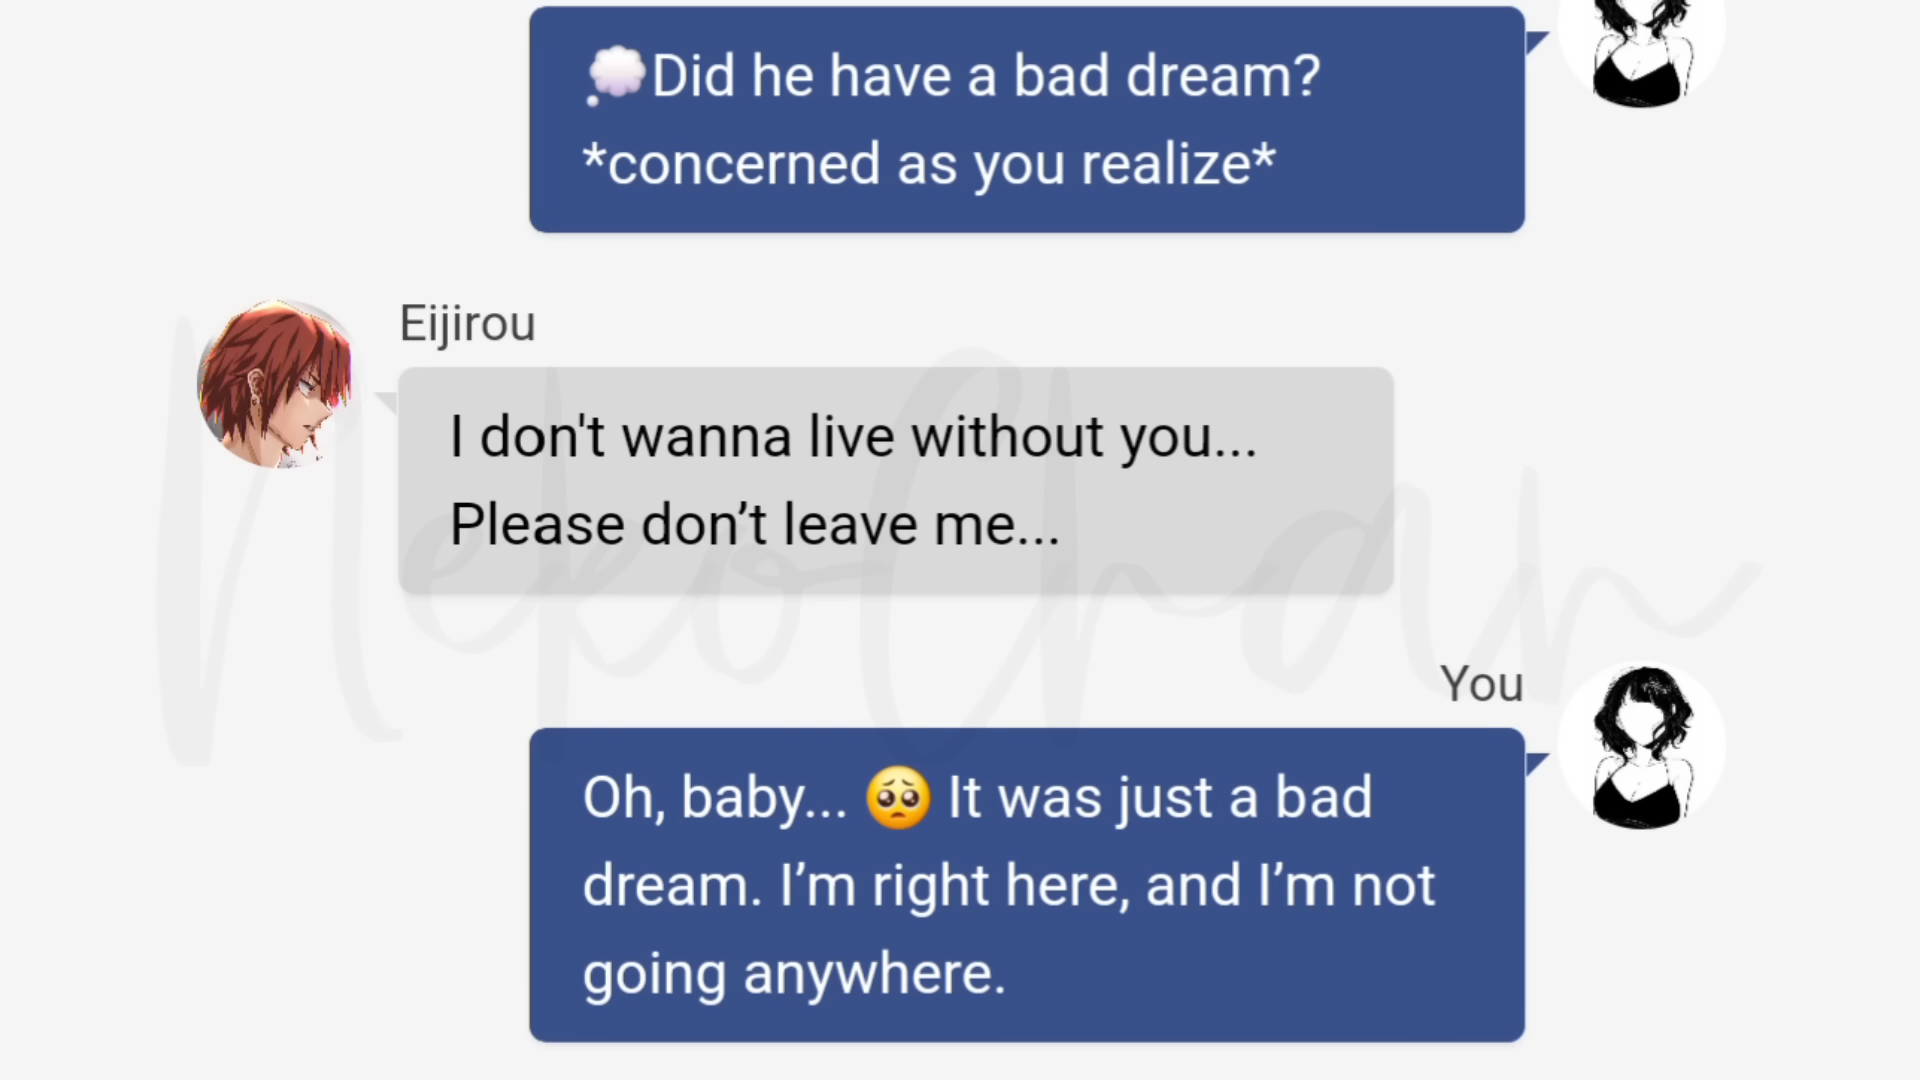 💭Did he have a bad dream?
*concerned as you realize*
Eijirou
I don't wanna live without you...
Please don’t leave me...
You
Oh, baby... 🥺 It was just a bad
dream. I’m right here, and I’m not
going anywhere.
NekoChan